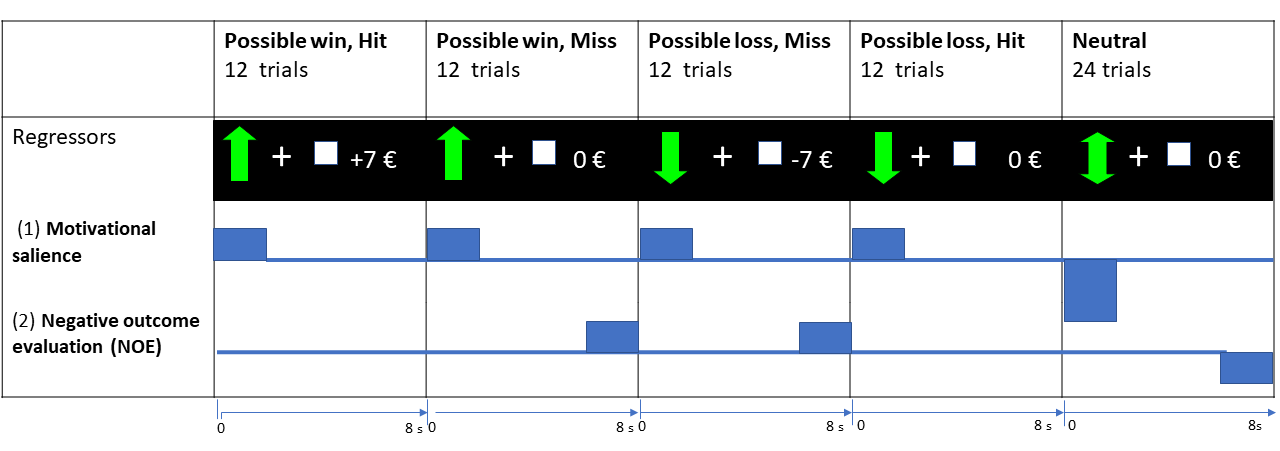 Possible win, Hit
12 trials
Possible win, Miss
12 trials
Possible loss, Miss
12 trials
Possible loss, Hit
12 trials
Neutral
24 trials
Regressors
+ +7 €
+ 0 €
+ -7 €
+ 0 €
+ 0 €
(1) Motivational
salience
(2) Negative outcome
evaluation (NOE)
0 8 s 0 8 s 0 8 s 0 8 s 0 8s